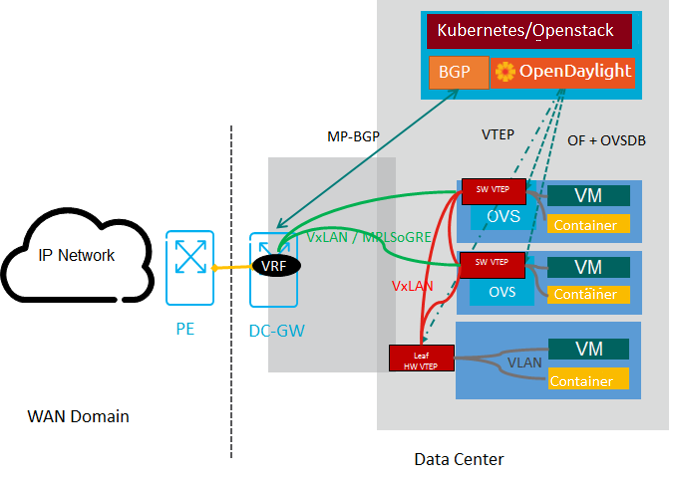 Kubernetes/Openstack
BGP
OpenDaylight
MP-BGP
VTEP
OF + OVSDB
SW VTEP
OVS
VM
Container
VxLAN / MPLSoGRE
IP Network
VRF
SW VTEP
OVS
VM
Container
VxLAN
PE
DC-GW
Leaf
HW VTEP
VLAN
VM
Container
WAN Domain
Data Center